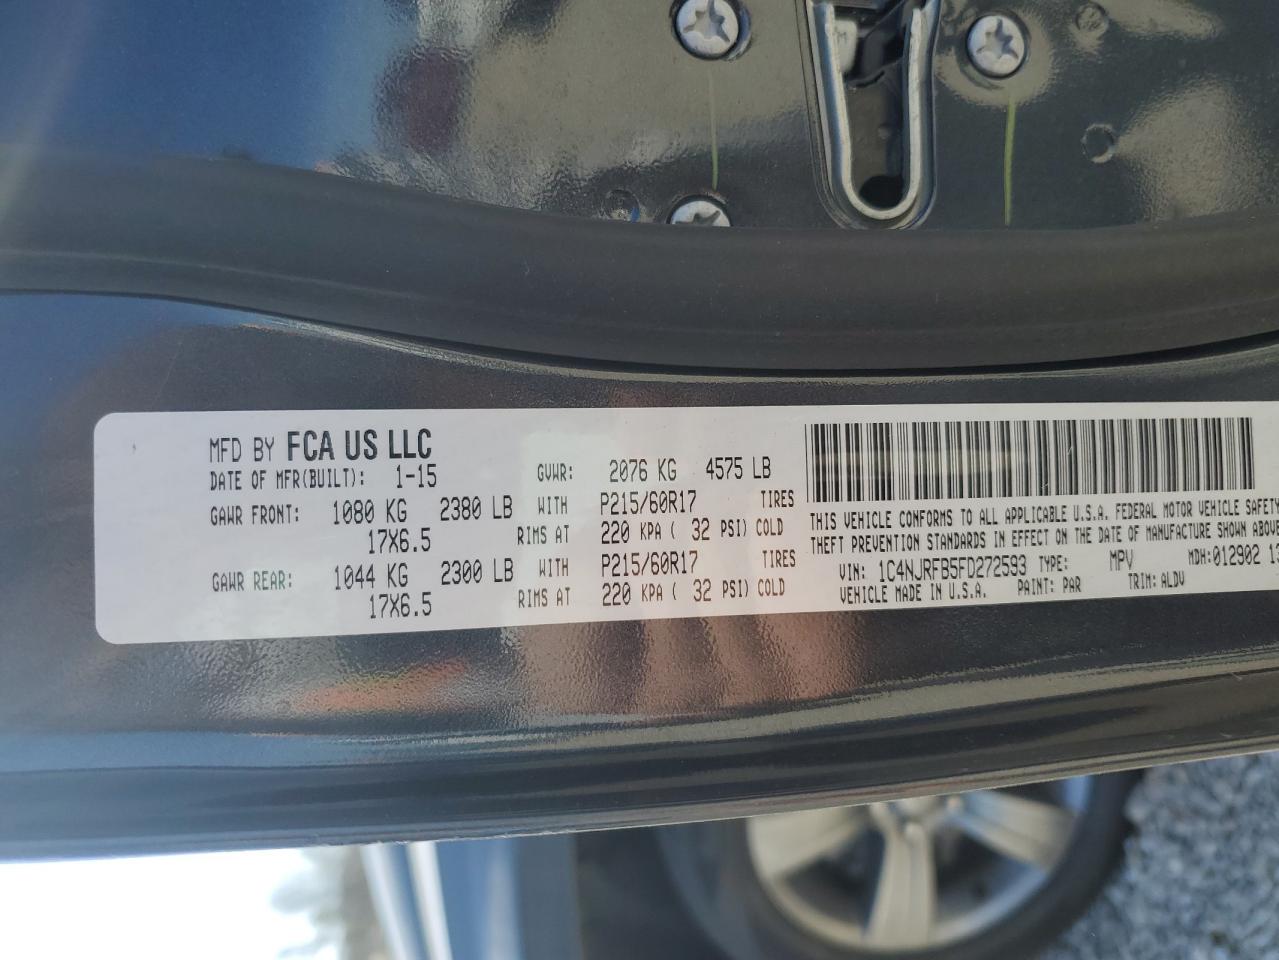 MFD BY FCA US LLC
DATE OF MFR(BUILT): 1-15 GVWR: 2076 KG 4575 LB
GAWR FRONT: 1080 KG 2380 LB WITH P215/60R17 TIRES
17X6.5 RIMS AT 220 KPA ( 32 PSI) COLD
GAWR REAR: 1044 KG 2300 LB WITH P215/60R17 TIRES
17X6.5 RIMS AT 220 KPA ( 32 PSI) COLD
THIS VEHICLE CONFORMS TO ALL APPLICABLE U.S.A. FEDERAL MOTOR VEHICLE SAFETY
THEFT PREVENTION STANDARDS IN EFFECT ON THE DATE OF MANUFACTURE SHOWN ABOVE
VIN: 1C4NJRFB5FD272593 TYPE: MPV MDH:012902 13
VEHICLE MADE IN U.S.A. PAINT: PAR TRIM: ALDV